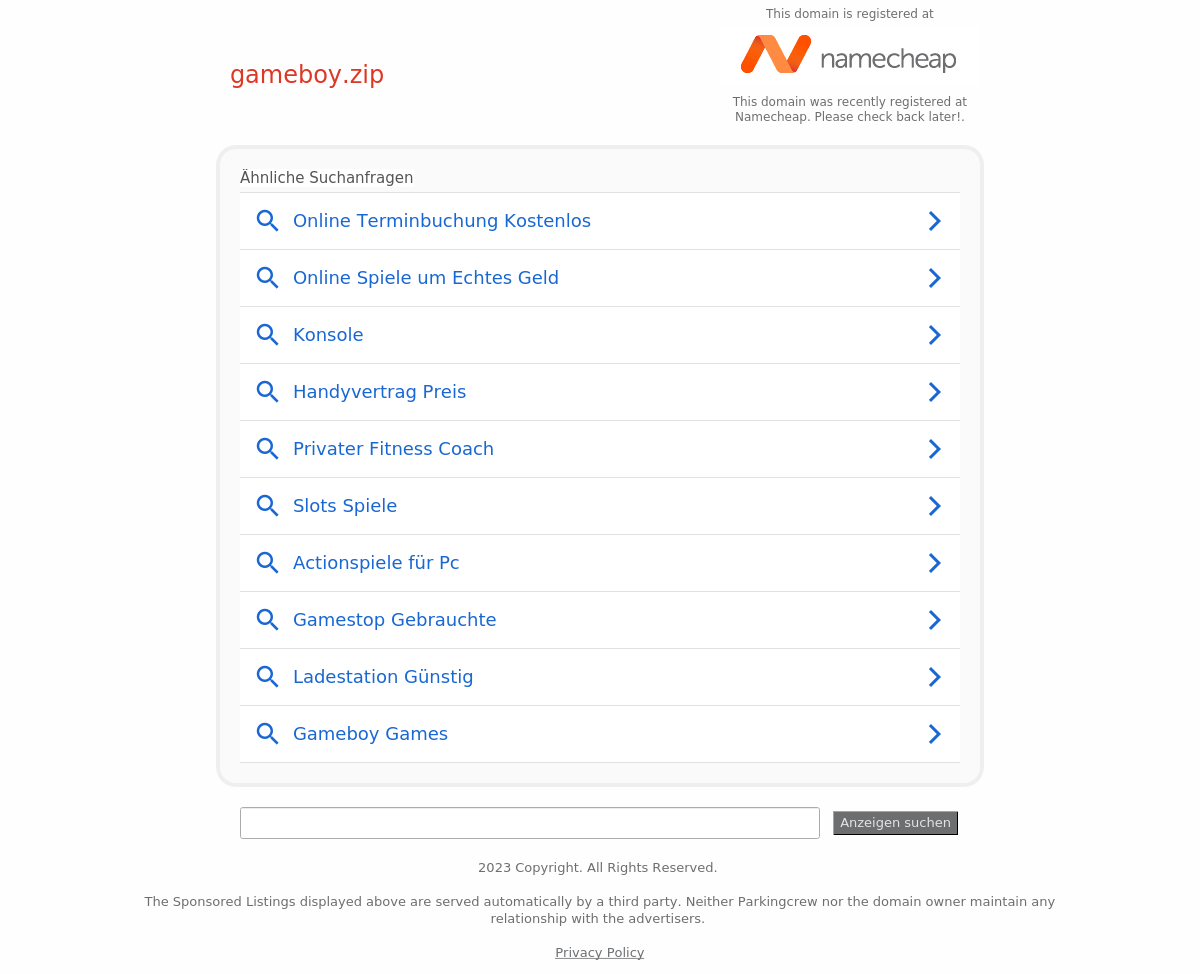 This domain is registered at
namecheap
gameboy.zip
This domain was recently registered at
Namecheap. Please check back later!.
Ähnliche Suchanfragen
Online Terminbuchung Kostenlos
Online Spiele um Echtes Geld
Konsole
Handyvertrag Preis
Privater Fitness Coach
Slots Spiele
Actionspiele für Pc
Gamestop Gebrauchte
Ladestation Günstig
Gameboy Games
Anzeigen suchen
2023 Copyright. All Rights Reserved.
The Sponsored Listings displayed above are served automatically by a third party. Neither Parkingcrew nor the domain owner maintain any
relationship with the advertisers.
Privacy Policy